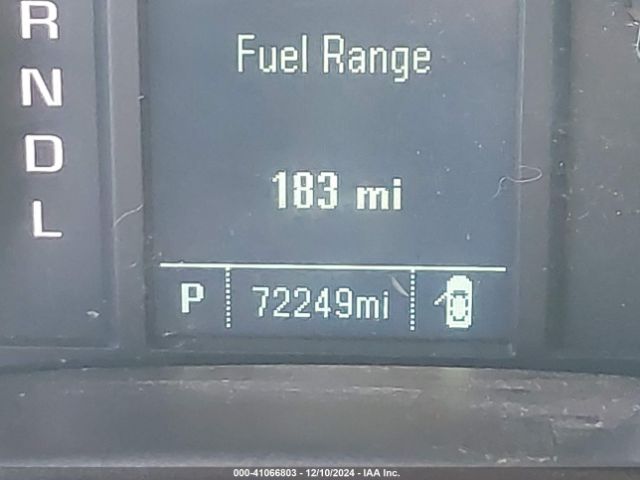 R
N
D
L
Fuel Range
183 mi
P 72249mi
000-41066803 - 12/10/2024 - IAA Inc.